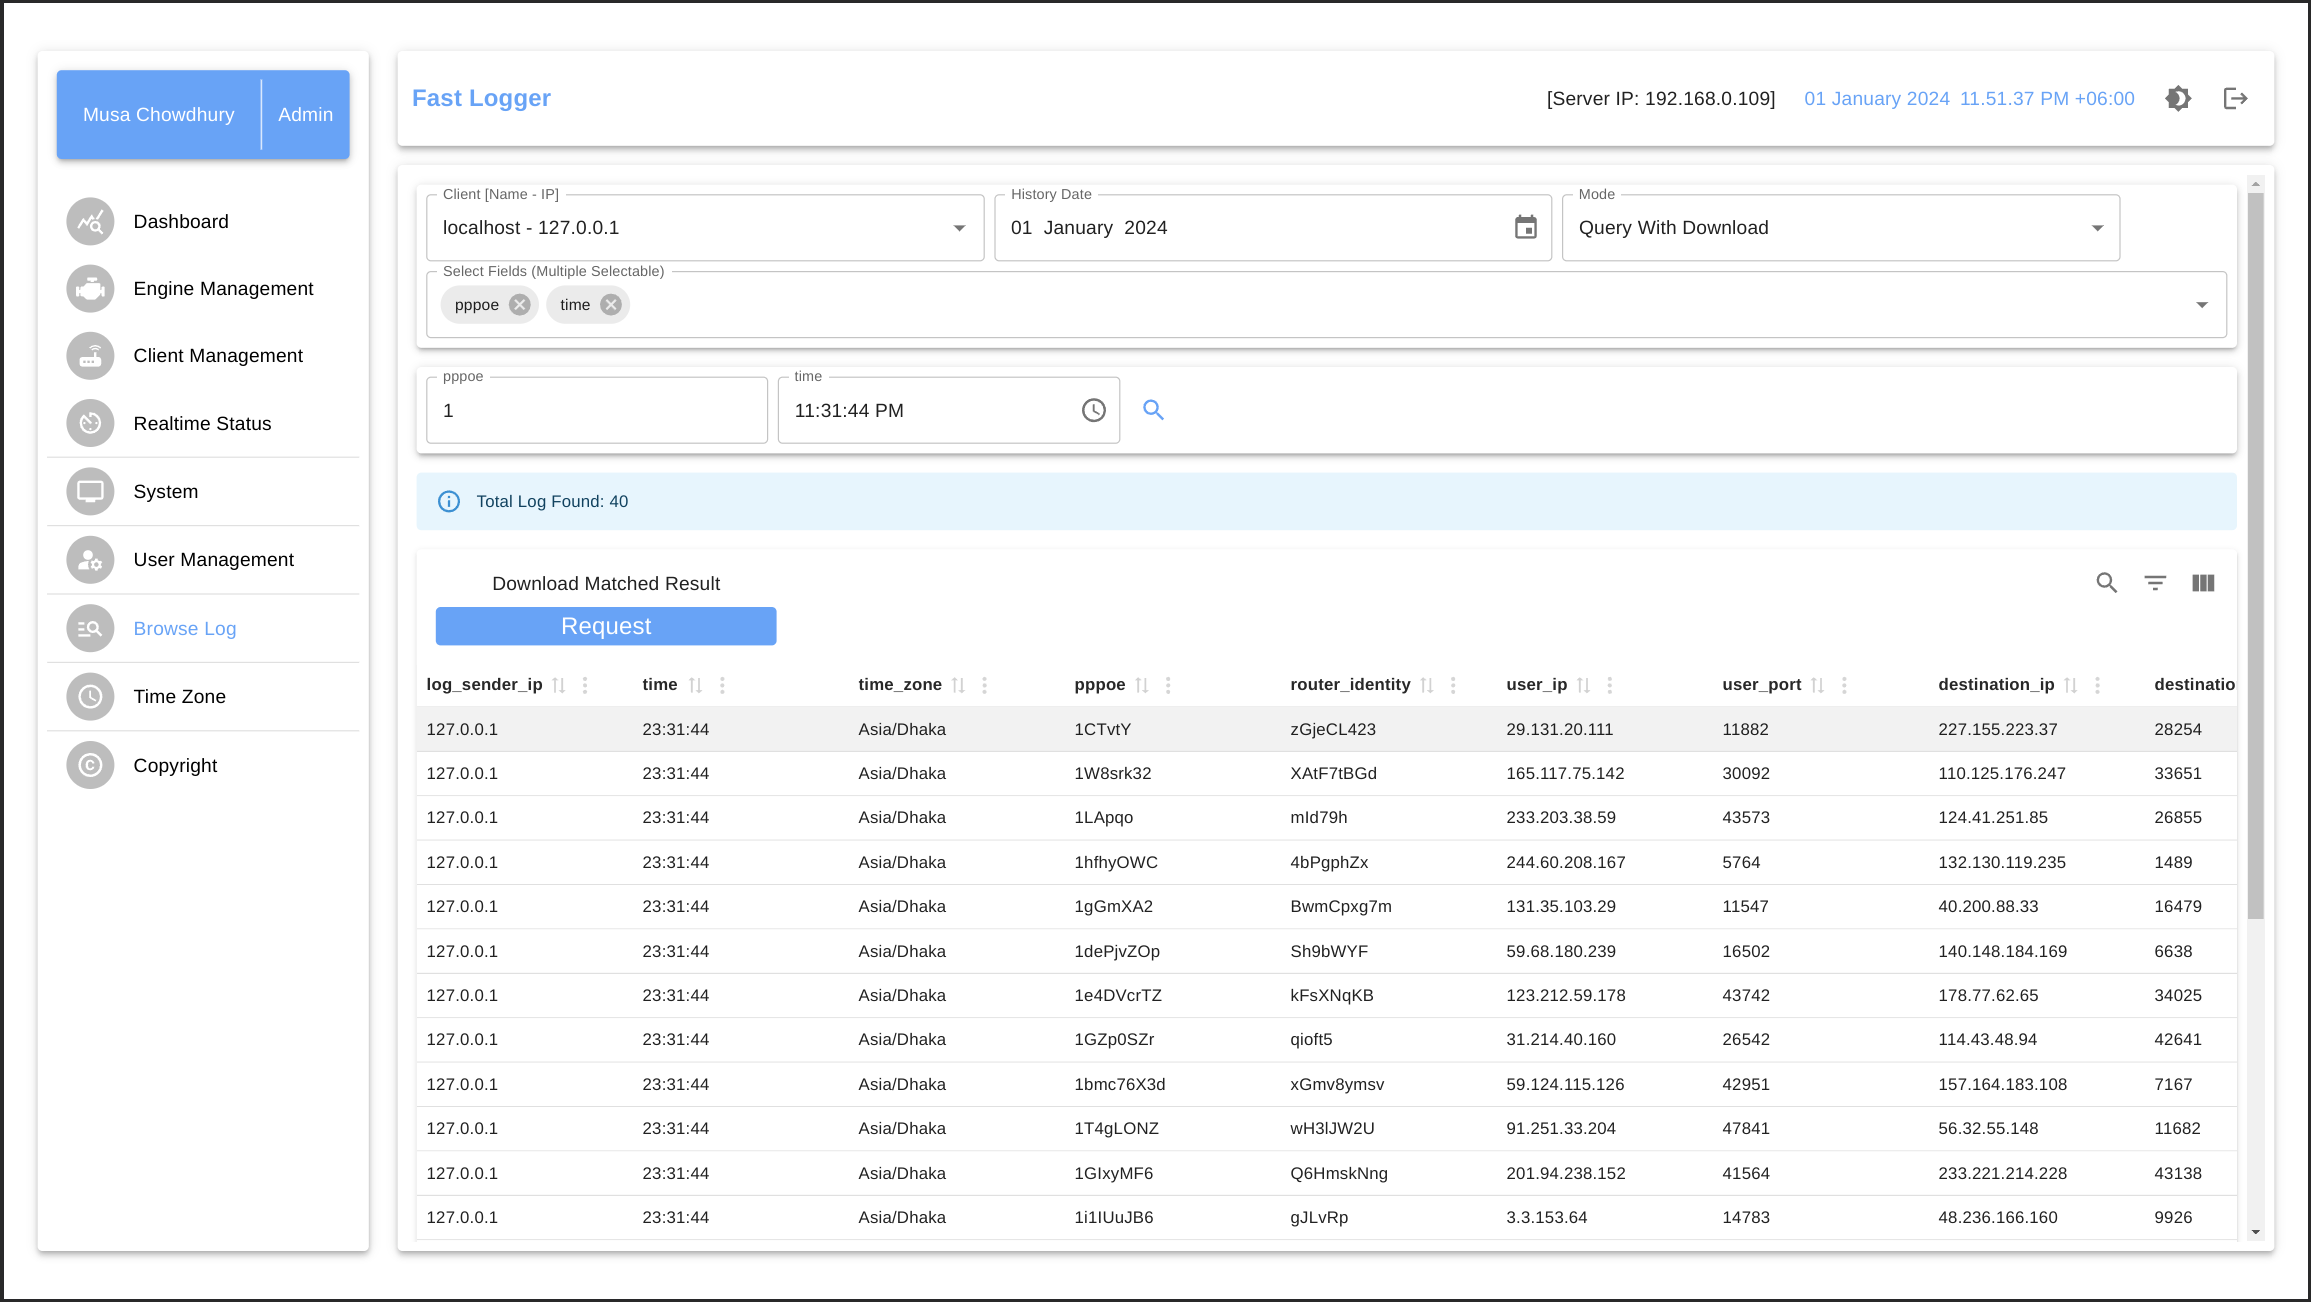 Musa Chowdhury Admin
Dashboard
Engine Management
Client Management
Realtime Status
System
User Management
Browse Log
Time Zone
Copyright
Fast Logger [Server IP: 192.168.0.109] 01 January 2024 11.51.37 PM +06:00
Client [Name - IP] History Date Mode
localhost - 127.0.0.1 01 January 2024 Query With Download
Select Fields (Multiple Selectable)
pppoe time
pppoe time
1 11:31:44 PM
Total Log Found: 40
Download Matched Result
Request
log_sender_ip time time_zone pppoe router_identity user_ip user_port destination_ip destinatio
127.0.0.1 23:31:44 Asia/Dhaka 1CTvtY zGjeCL423 29.131.20.111 11882 227.155.223.37 28254
127.0.0.1 23:31:44 Asia/Dhaka 1W8srk32 XAtF7tBGd 165.117.75.142 30092 110.125.176.247 33651
127.0.0.1 23:31:44 Asia/Dhaka 1LApqo mId79h 233.203.38.59 43573 124.41.251.85 26855
127.0.0.1 23:31:44 Asia/Dhaka 1hfhyOWC 4bPgphZx 244.60.208.167 5764 132.130.119.235 1489
127.0.0.1 23:31:44 Asia/Dhaka 1gGmXA2 BwmCpxg7m 131.35.103.29 11547 40.200.88.33 16479
127.0.0.1 23:31:44 Asia/Dhaka 1dePjvZOp Sh9bWYF 59.68.180.239 16502 140.148.184.169 6638
127.0.0.1 23:31:44 Asia/Dhaka 1e4DVcrTZ kFsXNqKB 123.212.59.178 43742 178.77.62.65 34025
127.0.0.1 23:31:44 Asia/Dhaka 1GZp0SZr qioft5 31.214.40.160 26542 114.43.48.94 42641
127.0.0.1 23:31:44 Asia/Dhaka 1bmc76X3d xGmv8ymsv 59.124.115.126 42951 157.164.183.108 7167
127.0.0.1 23:31:44 Asia/Dhaka 1T4gLONZ wH3lJW2U 91.251.33.204 47841 56.32.55.148 11682
127.0.0.1 23:31:44 Asia/Dhaka 1GIxyMF6 Q6HmskNng 201.94.238.152 41564 233.221.214.228 43138
127.0.0.1 23:31:44 Asia/Dhaka 1i1IUuJB6 gJLvRp 3.3.153.64 14783 48.236.166.160 9926